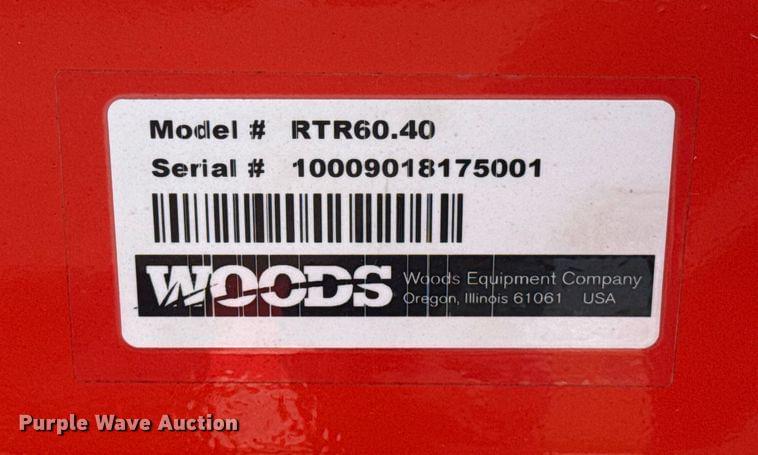 Model # RTR60.40
Serial # 10009018175001
WOODS
Woods Equipment Company
Oregon, Illinois 61061 USA
Purple Wave Auction